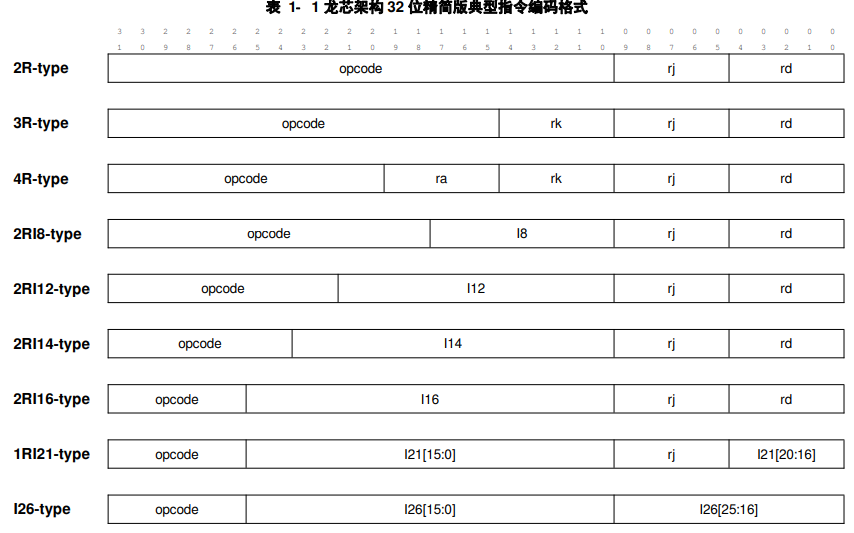 表 1- 1 龙芯架构 32 位精简版典型指令编码格式
3 3 2 2 2 2 2 2 2 2 2 2 1 1 1 1 1 1 1 1 1 1 0 0 0 0 0 0 0 0 0 0
1 0 9 8 7 6 5 4 3 2 1 0 9 8 7 6 5 4 3 2 1 0 9 8 7 6 5 4 3 2 1 0
2R-type opcode rj rd
3R-type opcode rk rj rd
4R-type opcode ra rk rj rd
2RI8-type opcode I8 rj rd
2RI12-type opcode I12 rj rd
2RI14-type opcode I14 rj rd
2RI16-type opcode I16 rj rd
1RI21-type opcode I21[15:0] rj I21[20:16]
I26-type opcode I26[15:0] I26[25:16]